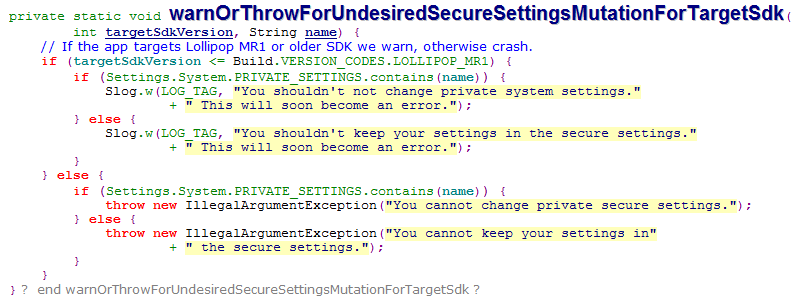 private static void warnOrThrowForUndesiredSecureSettingsMutationForTargetSdk(
        int targetSdkVersion, String name) {
    // If the app targets Lollipop MR1 or older SDK we warn, otherwise crash.
    if (targetSdkVersion <= Build.VERSION_CODES.LOLLIPOP_MR1) {
        if (Settings.System.PRIVATE_SETTINGS.contains(name)) {
            Slog.w(LOG_TAG, "You shouldn't not change private system settings."
                    + " This will soon become an error.");
        } else {
            Slog.w(LOG_TAG, "You shouldn't keep your settings in the secure settings."
                    + " This will soon become an error.");
        }
    } else {
        if (Settings.System.PRIVATE_SETTINGS.contains(name)) {
            throw new IllegalArgumentException("You cannot change private secure settings.");
        } else {
            throw new IllegalArgumentException("You cannot keep your settings in"
                    + " the secure settings.");
        }
    }
} ? end warnOrThrowForUndesiredSecureSettingsMutationForTargetSdk ?